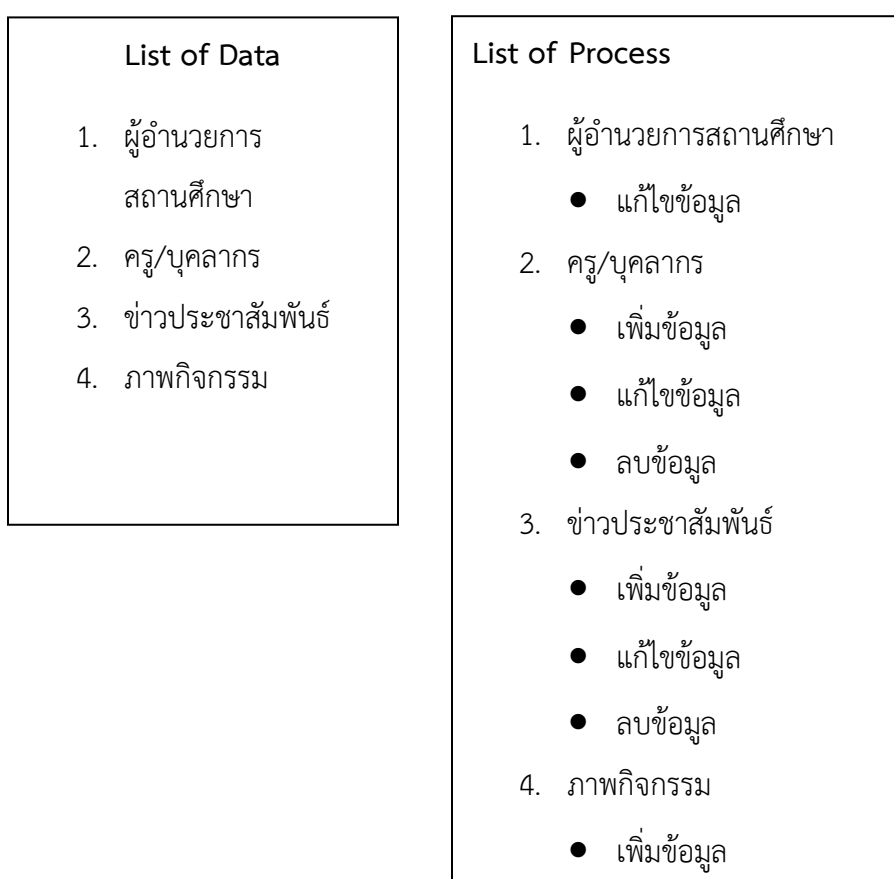 List of Data
1. ผู้อำนวยการ
สถานศึกษา
2. ครู/บุคลากร
3. ข่าวประชาสัมพันธ์
4. ภาพกิจกรรม
List of Process
1. ผู้อำนวยการสถานศึกษา
● แก้ไขข้อมูล
2. ครู/บุคลากร
● เพิ่มข้อมูล
● แก้ไขข้อมูล
● ลบข้อมูล
3. ข่าวประชาสัมพันธ์
● เพิ่มข้อมูล
● แก้ไขข้อมูล
● ลบข้อมูล
4. ภาพกิจกรรม
● เพิ่มข้อมูล